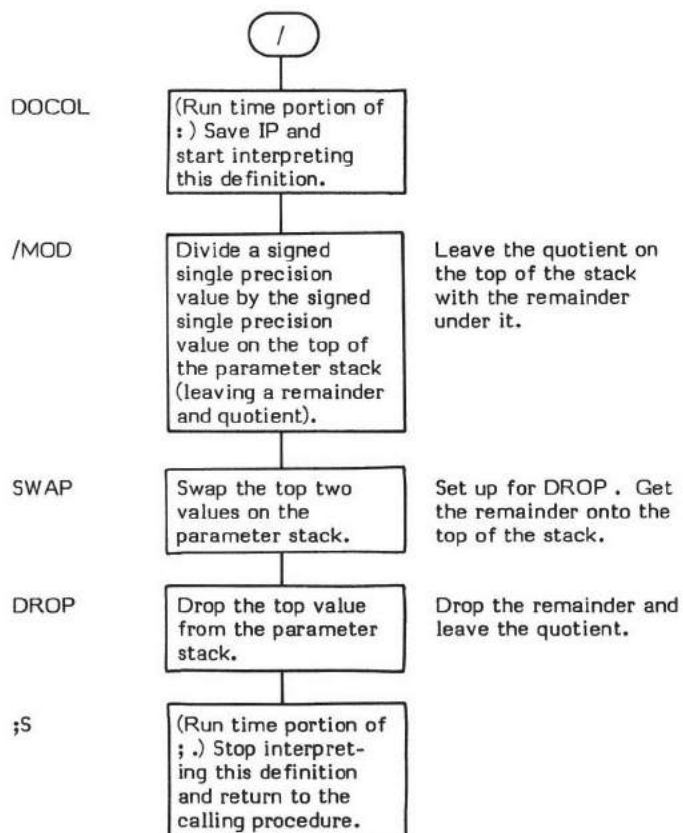 /
DOCOL
(Run time portion of
: ) Save IP and
start interpreting
this definition.
/MOD
Divide a signed
single precision
value by the signed
single precision
value on the top of
the parameter stack
(leaving a remainder
and quotient).
Leave the quotient on
the top of the stack
with the remainder
under it.
SWAP
Swap the top two
values on the
parameter stack.
Set up for DROP . Get
the remainder onto the
top of the stack.
DROP
Drop the top value
from the parameter
stack.
Drop the remainder and
leave the quotient.
;S
(Run time portion of
; .) Stop interpret-
ing this definition
and return to the
calling procedure.